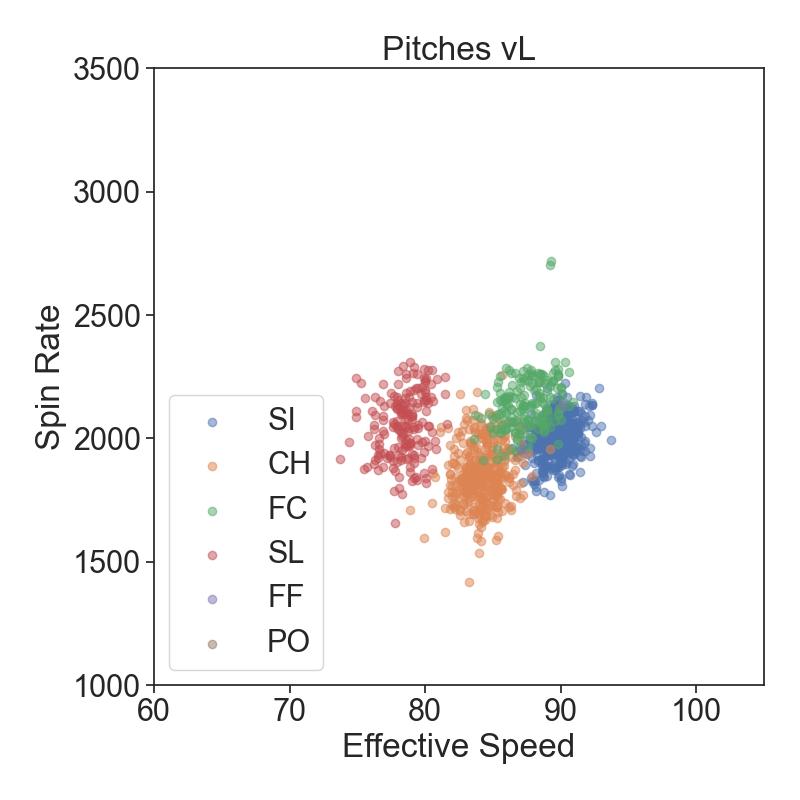 Pitches vL
3500
3000
2500
2000
1500
1000
Spin Rate
SI
CH
FC
SL
FF
PO
60 70 80 90 100
Effective Speed